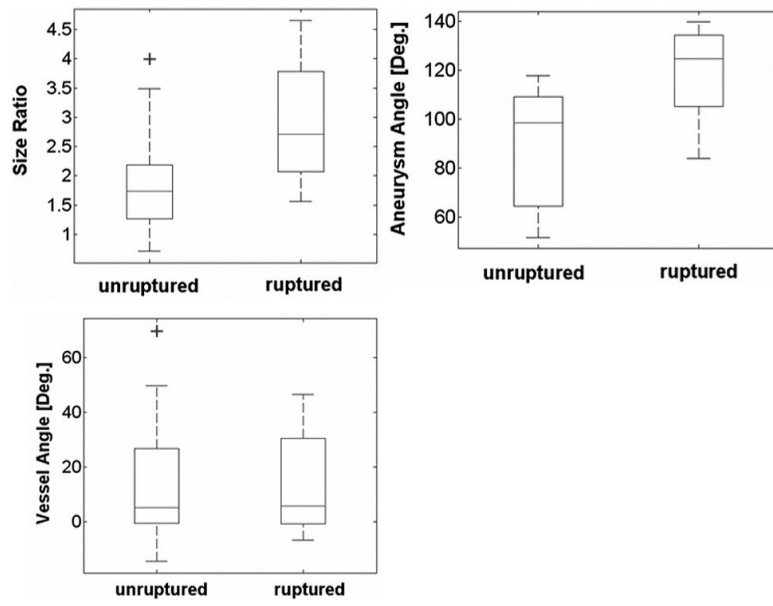 Size Ratio
4.5
4
3.5
3
2.5
2
1.5
1
unruptured ruptured
Aneurysm Angle [Deg.]
140
120
100
80
60
unruptured ruptured
Vessel Angle [Deg.]
60
40
20
0
unruptured ruptured